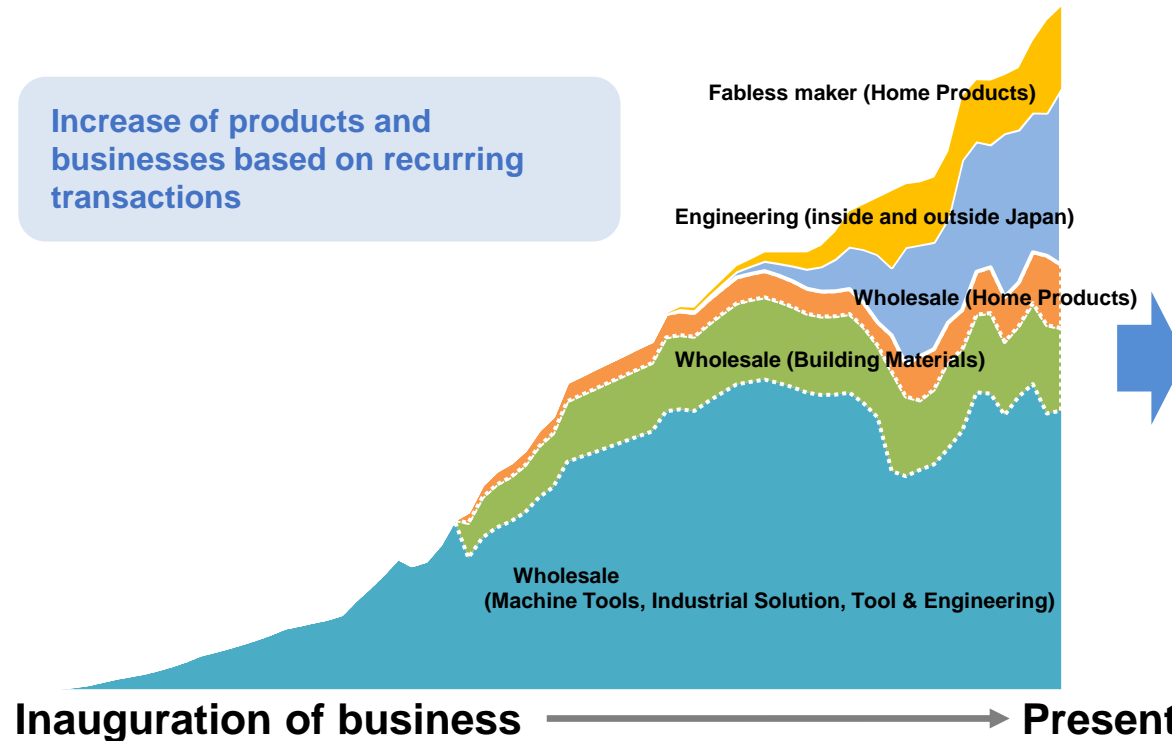 Increase of products and
businesses based on recurring
transactions
Fabless maker (Home Products)
Engineering (inside and outside Japan)
Wholesale (Home Products)
Wholesale (Building Materials)
Wholesale
(Machine Tools, Industrial Solution, Tool & Engineering)
Inauguration of business
Present